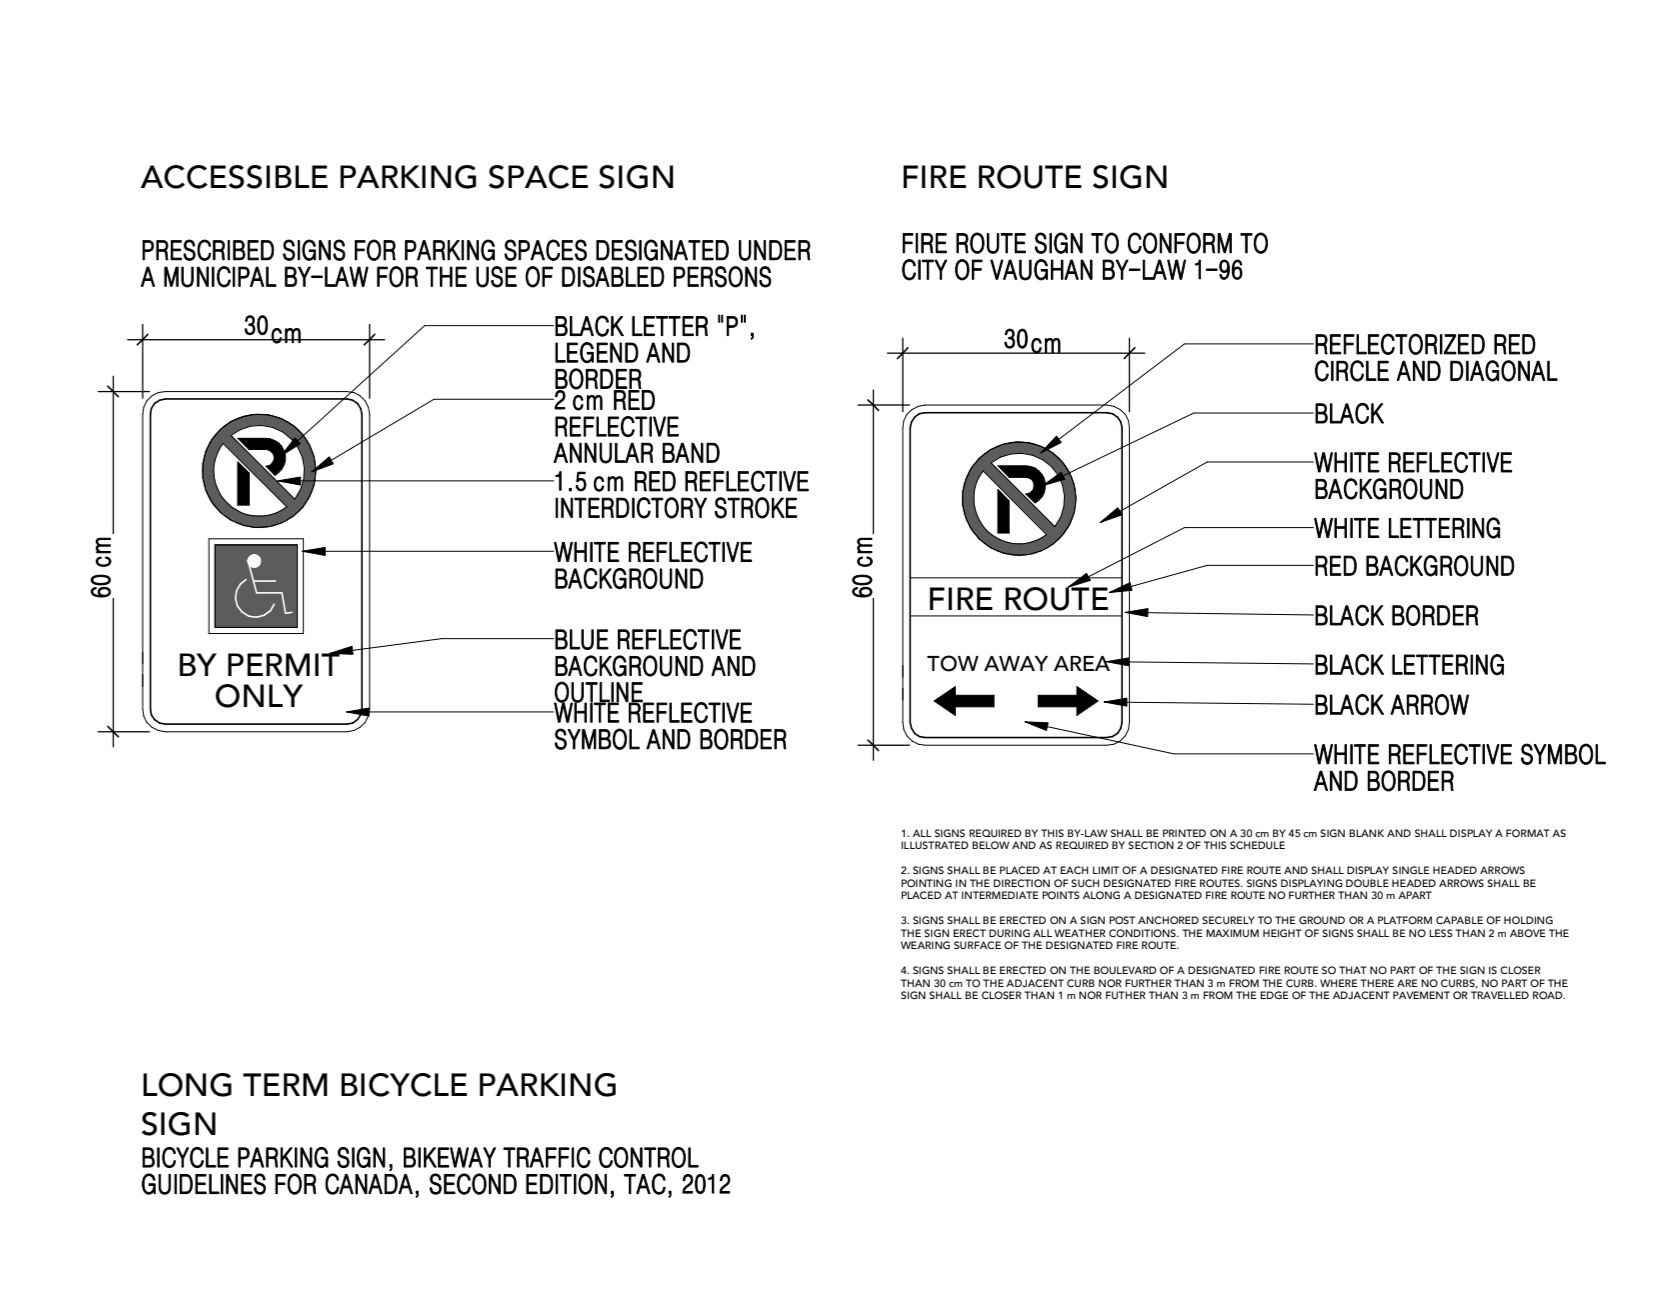 ACCESSIBLE PARKING SPACE SIGN
PRESCRIBED SIGNS FOR PARKING SPACES DESIGNATED UNDER
A MUNICIPAL BY-LAW FOR THE USE OF DISABLED PERSONS
30 cm
60 cm
P
BY PERMIT
ONLY
BLACK LETTER "P",
LEGEND AND
BORDER
2 cm RED
REFLECTIVE
ANNULAR BAND
1.5 cm RED REFLECTIVE
INTERDICTORY STROKE
WHITE REFLECTIVE
BACKGROUND
BLUE REFLECTIVE
BACKGROUND AND
OUTLINE
WHITE REFLECTIVE
SYMBOL AND BORDER
FIRE ROUTE SIGN
FIRE ROUTE SIGN TO CONFORM TO
CITY OF VAUGHAN BY-LAW 1-96
30 cm
60 cm
P
FIRE ROUTE
TOW AWAY AREA
REFLECTORIZED RED
CIRCLE AND DIAGONAL
BLACK
WHITE REFLECTIVE
BACKGROUND
WHITE LETTERING
RED BACKGROUND
BLACK BORDER
BLACK LETTERING
BLACK ARROW
WHITE REFLECTIVE SYMBOL
AND BORDER
1. ALL SIGNS REQUIRED BY THIS BY-LAW SHALL BE PRINTED ON A 30 cm BY 45 cm SIGN BLANK AND SHALL DISPLAY A FORMAT AS
ILLUSTRATED BELOW AND AS REQUIRED BY SECTION 2 OF THIS SCHEDULE
2. SIGNS SHALL BE PLACED AT EACH LIMIT OF A DESIGNATED FIRE ROUTE AND SHALL DISPLAY SINGLE HEADED ARROWS
POINTING IN THE DIRECTION OF SUCH DESIGNATED FIRE ROUTES. SIGNS DISPLAYING DOUBLE HEADED ARROWS SHALL BE
PLACED AT INTERMEDIATE POINTS ALONG A DESIGNATED FIRE ROUTE NO FURTHER THAN 30 m APART
3. SIGNS SHALL BE ERECTED ON A SIGN POST ANCHORED SECURELY TO THE GROUND OR A PLATFORM CAPABLE OF HOLDING
THE SIGN ERECT DURING ALL WEATHER CONDITIONS. THE MAXIMUM HEIGHT OF SIGNS SHALL BE NO LESS THAN 2 m ABOVE THE
WEARING SURFACE OF THE DESIGNATED FIRE ROUTE.
4. SIGNS SHALL BE ERECTED ON THE BOULEVARD OF A DESIGNATED FIRE ROUTE SO THAT NO PART OF THE SIGN IS CLOSER
THAN 30 cm TO THE ADJACENT CURB NOR FURTHER THAN 3 m FROM THE CURB. WHERE THERE ARE NO CURBS, NO PART OF THE
SIGN SHALL BE CLOSER THAN 1 m NOR FUTHER THAN 3 m FROM THE EDGE OF THE ADJACENT PAVEMENT OR TRAVELLED ROAD.
LONG TERM BICYCLE PARKING
SIGN
BICYCLE PARKING SIGN, BIKEWAY TRAFFIC CONTROL
GUIDELINES FOR CANADA, SECOND EDITION, TAC, 2012